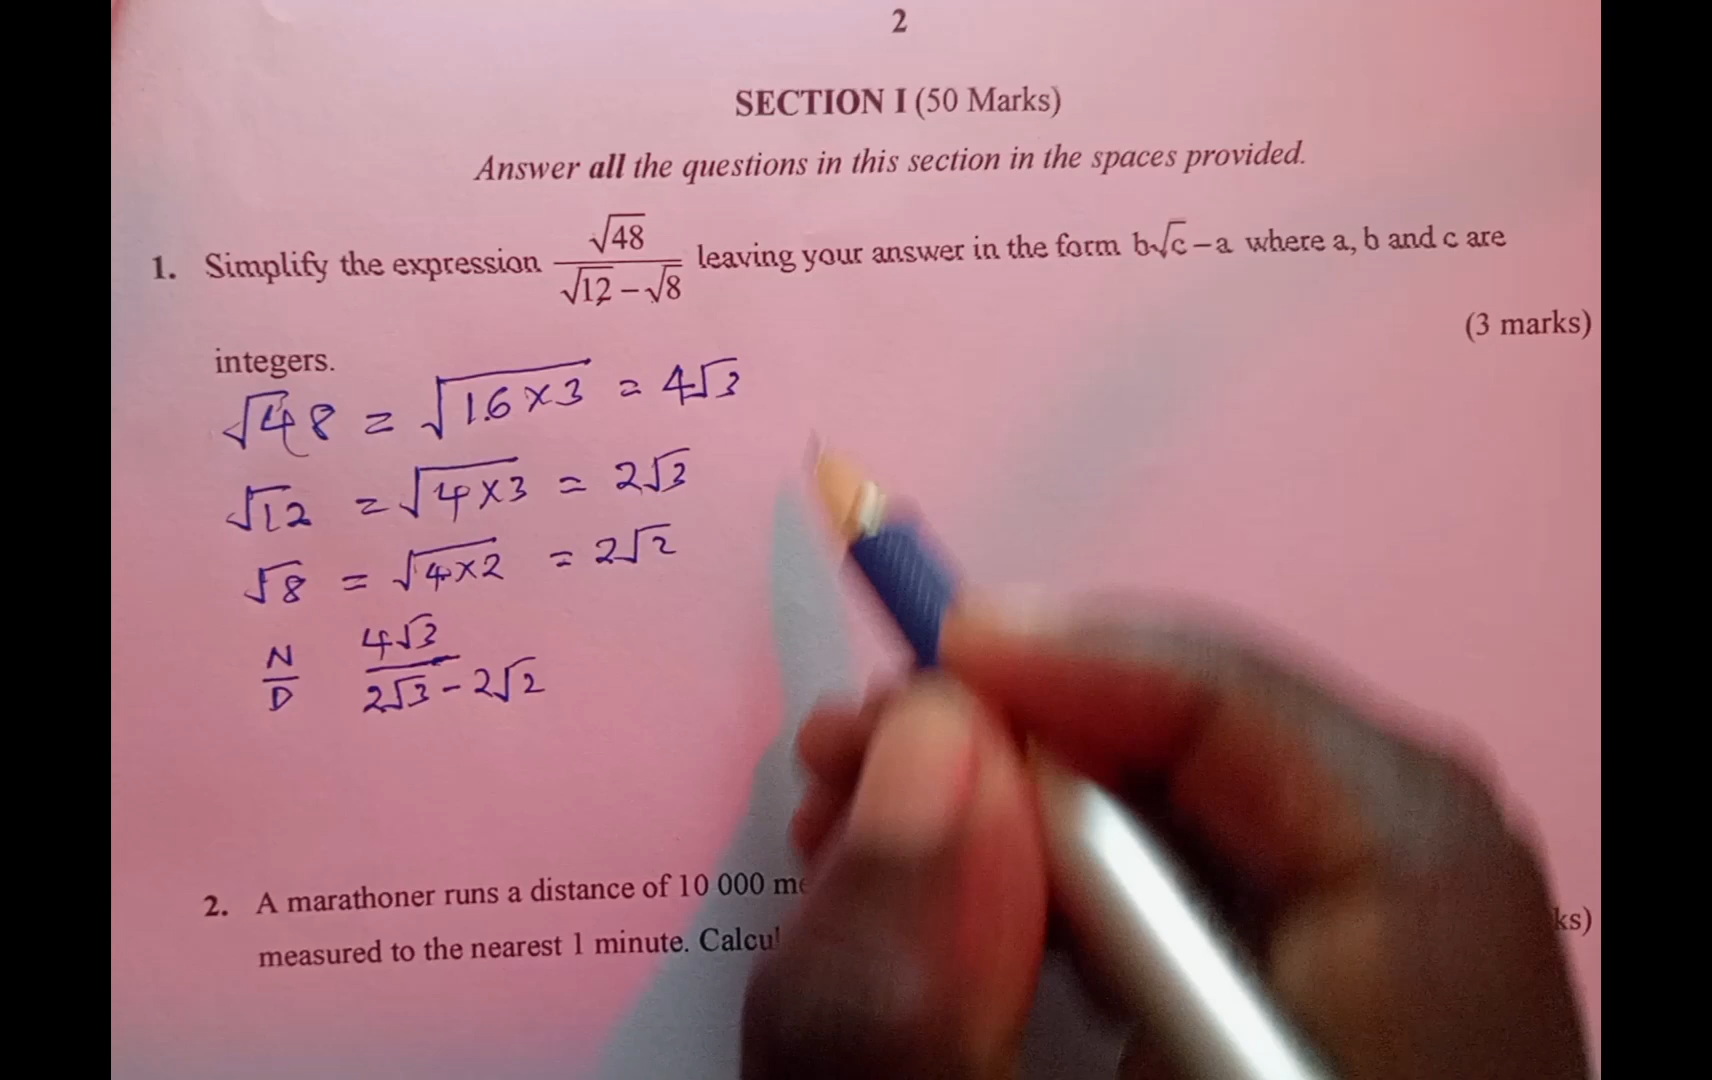 2
SECTION I (50 Marks)
Answer all the questions in this section in the spaces provided.
1. Simplify the expression √48 / (√12 − √8) leaving your answer in the form b√c − a where a, b and c are
(3 marks)
integers.
√48 = √16 × 3 = 4√3
√12 = √4 × 3 = 2√3
√8 = √4 × 2 = 2√2
N/D 4√3 / (2√3 − 2√2)
2. A marathoner runs a distance of 10 000
measured to the nearest 1 minute.